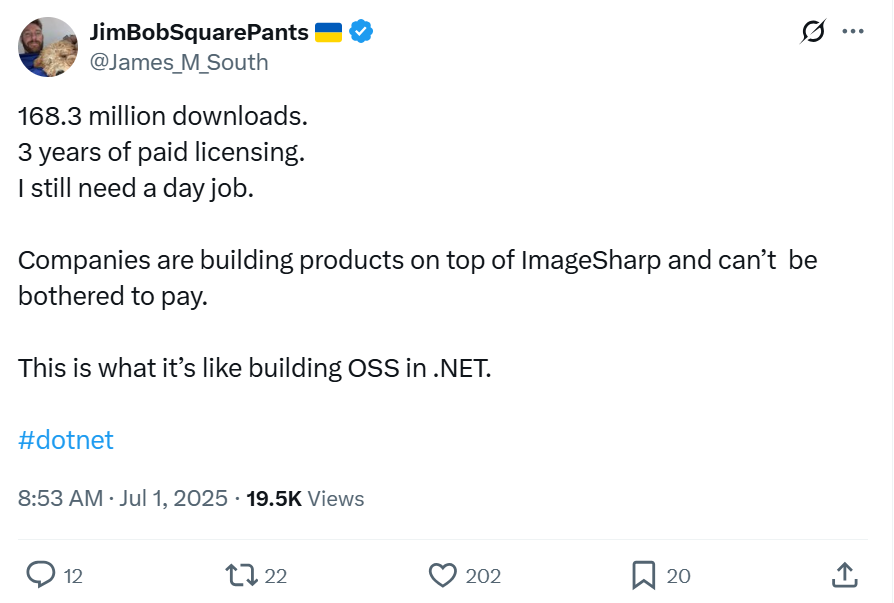 JimBobSquarePants 🇺🇦
@James_M_South
168.3 million downloads.
3 years of paid licensing.
I still need a day job.
Companies are building products on top of ImageSharp and can’t  be
bothered to pay.
This is what it’s like building OSS in .NET.
#dotnet
8:53 AM · Jul 1, 2025 · 19.5K Views
12 22 202 20